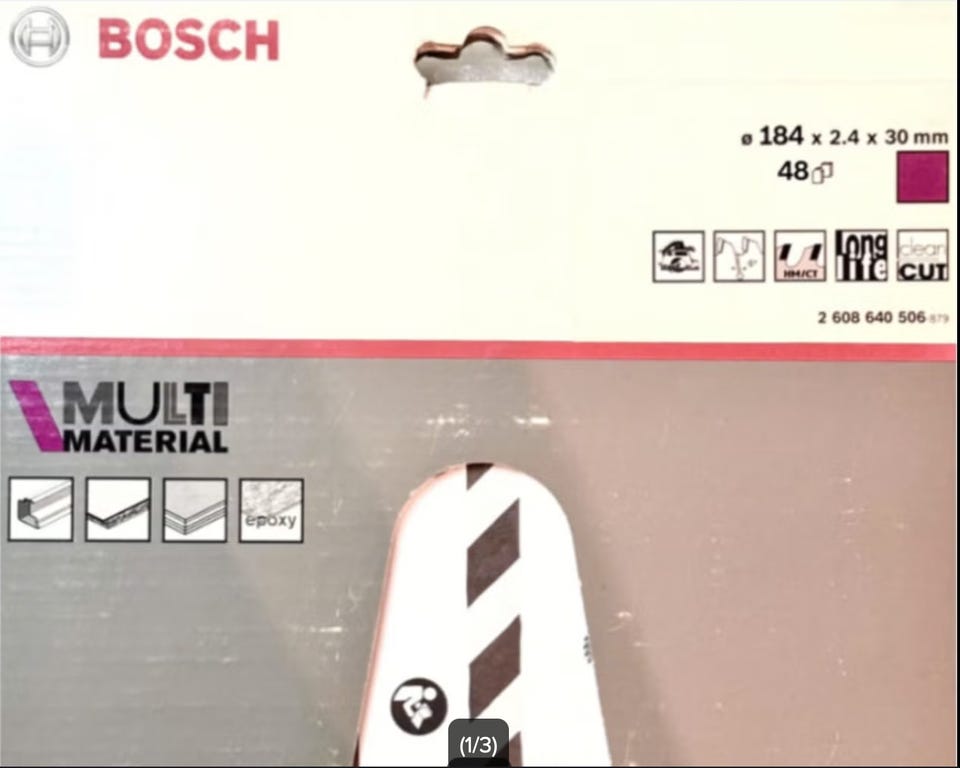 BOSCH
ø 184 x 2.4 x 30 mm
48
HM/CT
long
life
clean
CUT
2 608 640 506
MULTI
MATERIAL
epoxy
(1/3)